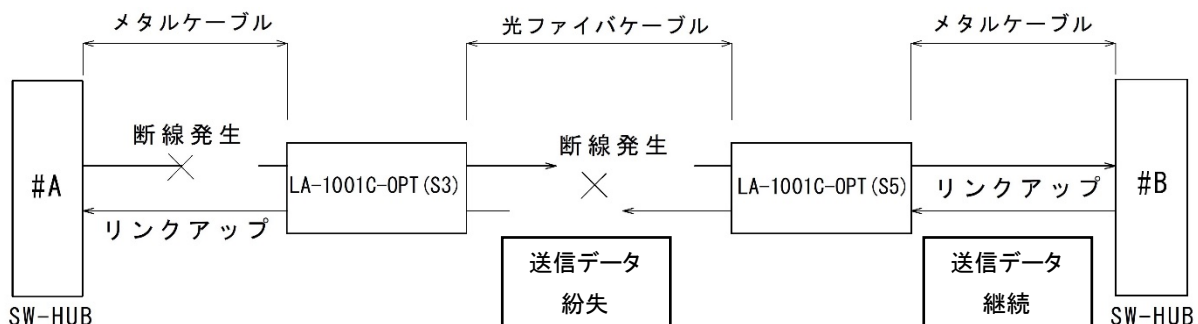 メタルケーブル
光ファイバケーブル
メタルケーブル
断線発生
断線発生
#A
LA-1001C-OPT(S3)
LA-1001C-OPT(S5)
#B
リンクアップ
リンクアップ
送信データ
紛失
送信データ
継続
SW-HUB
SW-HUB